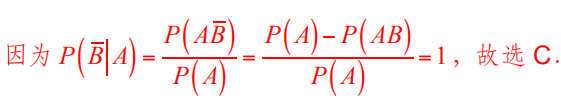 因为 P(B̅|A) = P(AB̅)/P(A) = (P(A)−P(AB))/P(A) = 1，故选 C.